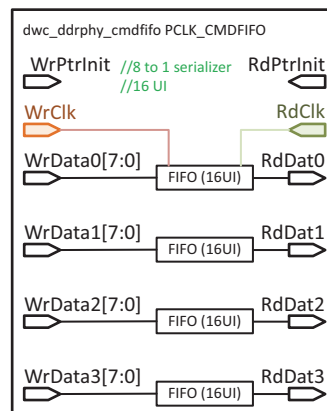 dwc_ddrphy_cmdfifo PCLK_CMDFIFO
WrPtrInit //8 to 1 serializer RdPtrInit
//16 UI
WrClk RdClk
WrData0[7:0] FIFO (16UI) RdDat0
WrData1[7:0] FIFO (16UI) RdDat1
WrData2[7:0] FIFO (16UI) RdDat2
WrData3[7:0] FIFO (16UI) RdDat3